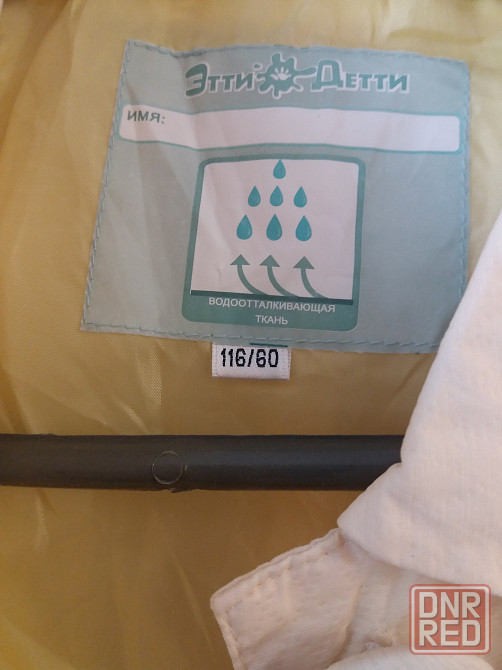 ЭТТИ ДЕТТИ
ИМЯ:
ВОДООТТАЛКИВАЮЩАЯ
ТКАНЬ
116/60
DNR
RED